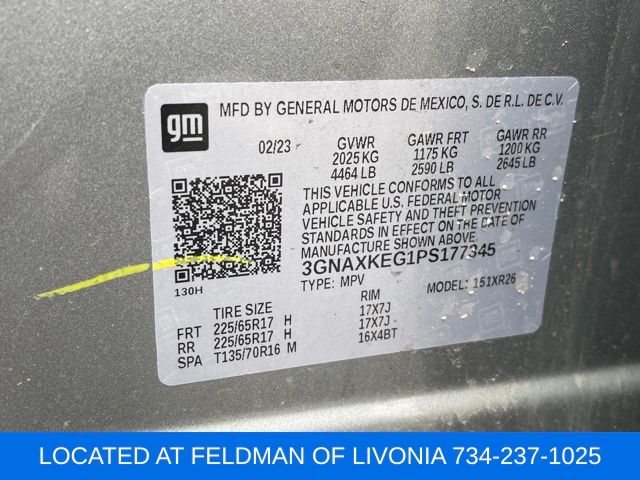 gm
MFD BY GENERAL MOTORS DE MEXICO, S. DE R.L. DE C.V.
02/23 GVWR GAWR FRT GAWR RR
2025 KG 1175 KG 1200 KG
4464 LB 2590 LB 2645 LB
THIS VEHICLE CONFORMS TO ALL
APPLICABLE U.S. FEDERAL MOTOR
VEHICLE SAFETY AND THEFT PREVENTION
STANDARDS IN EFFECT ON THE DATE OF
MANUFACTURE SHOWN ABOVE.
3GNAXKEG1PS177345
130H TYPE: MPV MODEL: 151XR26
TIRE SIZE RIM
FRT 225/65R17 H 17X7J
RR 225/65R17 H 17X7J
SPA T135/70R16 M 16X4BT
LOCATED AT FELDMAN OF LIVONIA 734-237-1025